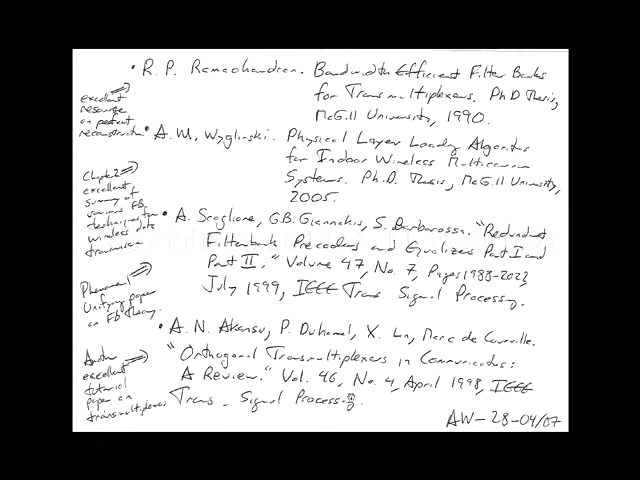 • R. P. Ramachandran. Bandwidth Efficient Filter Banks
for Transmultiplexers. Ph.D Thesis,
McGill University, 1990.
excellent
resource
on perfect
reconstruction
• A. M. Wyglinski. Physical Layer Loading Algorithms
for Indoor Wireless Multicarrier
Systems. Ph.D. Thesis, McGill University,
2005.
Chapter 2
excellent
summary of
various FB
techniques for
wireless data
transmission
• A. Scaglione, G.B. Giannakis, S. Barbarossa. "Redundant
Filterbank Precoders and Equalizers Part I and
Part II." Volume 47, No. 7, Pages 1988-2022
July 1999, IEEE Trans. Signal Processing.
Phenomenal
Unifying paper
on FB theory.
• A. N. Akansu, P. Duhamel, X. Lin, Marc de Courville.
"Orthogonal Transmultiplexers in Communication:
A Review." Vol. 46, No. 4, April 1998, IEEE
Trans. Signal Processing.
Another
excellent
tutorial
paper on
transmultiplexer
AW-28-04/07